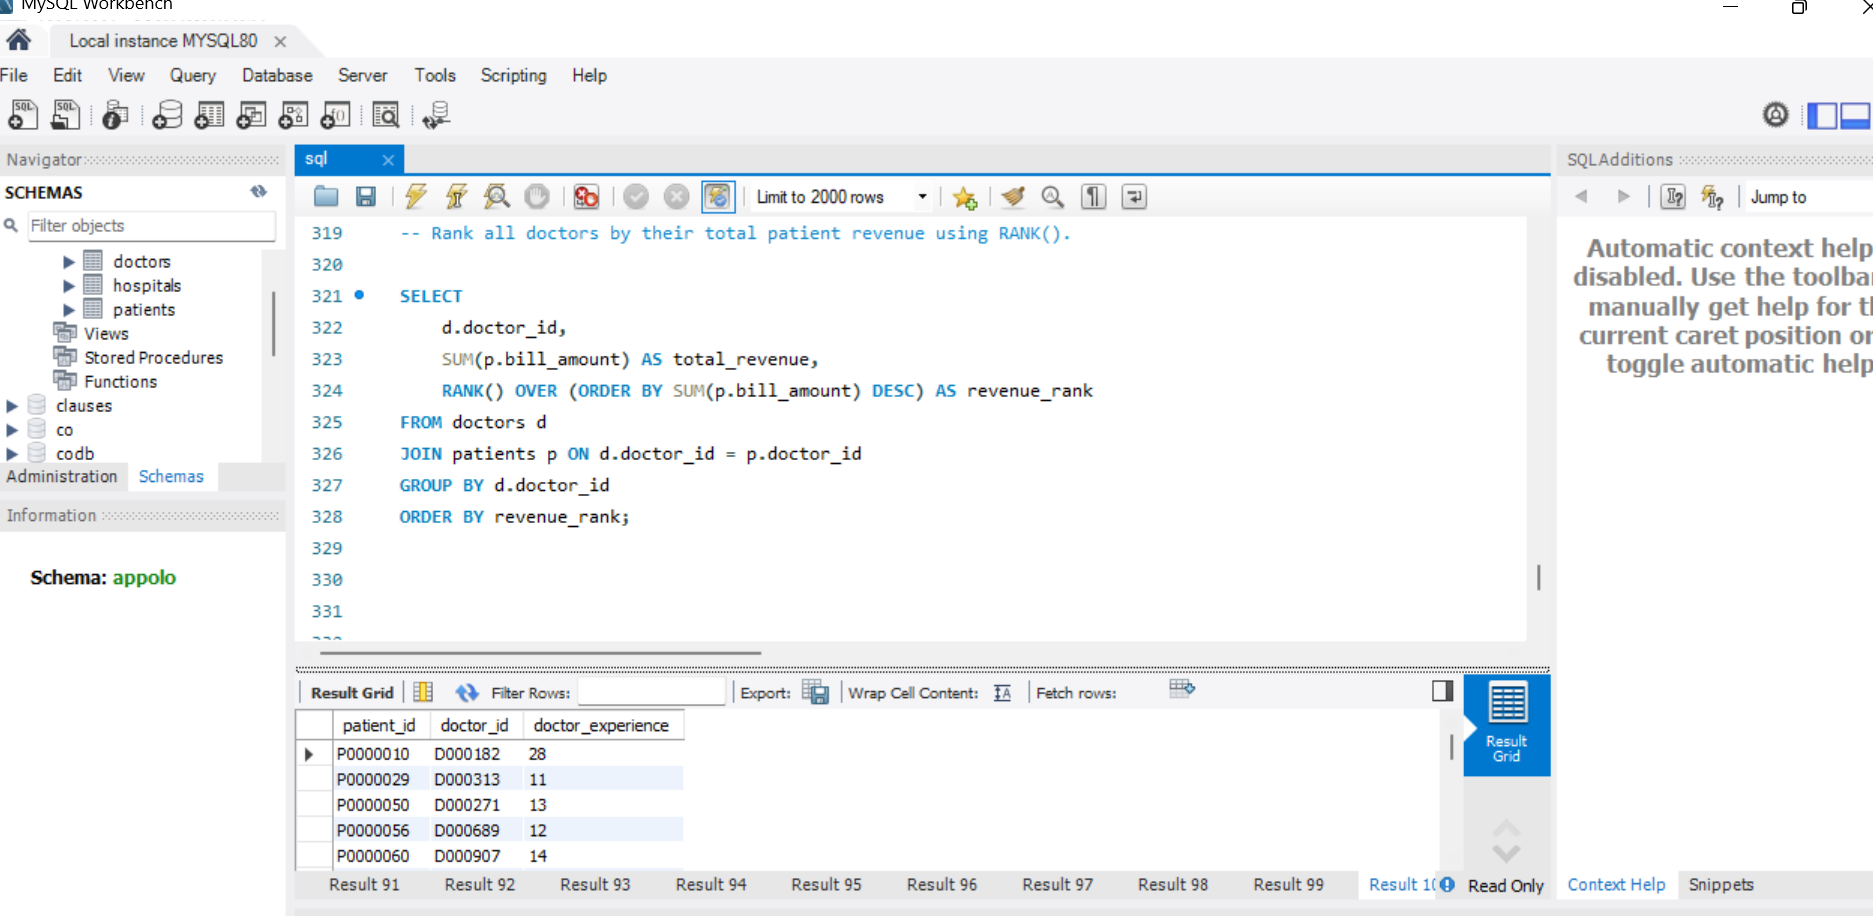 MySQL Workbench
Local instance MYSQL80
File Edit View Query Database Server Tools Scripting Help
Navigator
SCHEMAS
Filter objects
doctors
hospitals
patients
Views
Stored Procedures
Functions
clauses
co
codb
Administration Schemas
Information
Schema: appolo
sql
Limit to 2000 rows
319 -- Rank all doctors by their total patient revenue using RANK().
320
321 SELECT
322 d.doctor_id,
323 SUM(p.bill_amount) AS total_revenue,
324 RANK() OVER (ORDER BY SUM(p.bill_amount) DESC) AS revenue_rank
325 FROM doctors d
326 JOIN patients p ON d.doctor_id = p.doctor_id
327 GROUP BY d.doctor_id
328 ORDER BY revenue_rank;
329
330
331
Result Grid Filter Rows: Export: Wrap Cell Content: Fetch rows:
patient_id doctor_id doctor_experience
P0000010 D000182 28
P0000029 D000313 11
P0000050 D000271 13
P0000056 D000689 12
P0000060 D000907 14
Result Grid
Result 91 Result 92 Result 93 Result 94 Result 95 Result 96 Result 97 Result 98 Result 99 Result 10 Read Only
SQLAdditions
Jump to
Automatic context help
disabled. Use the
manually get help for
current caret position
toggle automatic help
Context Help Snippets